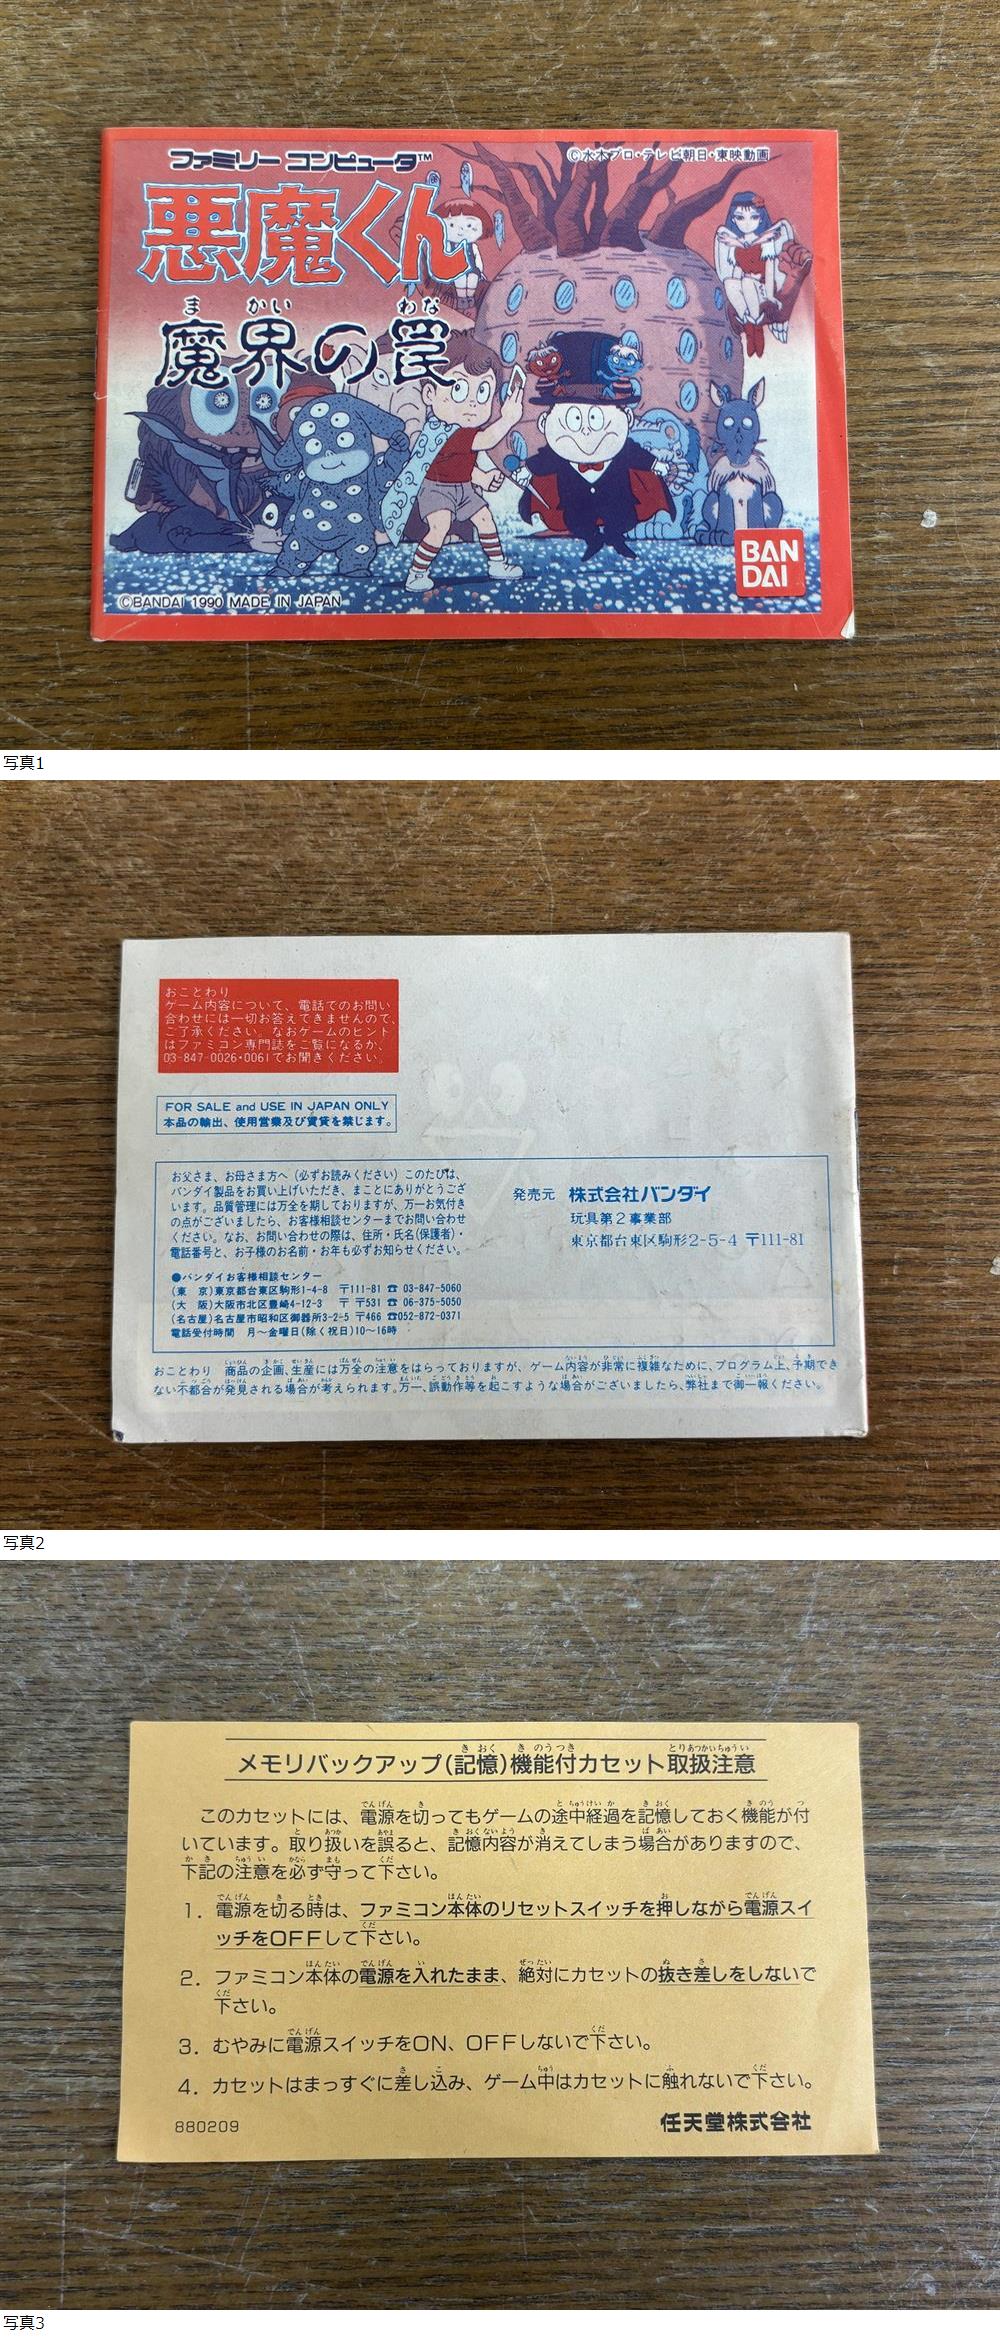 ファミリー コンピュータ™
©水木プロ・テレビ朝日・東映動画
悪魔くん
まかい わな
魔界の罠
BAN
DAI
©BANDAI 1990 MADE IN JAPAN
写真1
おことわり
ゲーム内容について、電話でのお問い
合わせには一切お答えできませんので、
ご了承ください。なおゲームのヒント
はファミコン専門誌をご覧になるか、
03-847-0026・0061でお聞きください。
FOR SALE and USE IN JAPAN ONLY
本品の輸出、使用営業及び賃貸を禁じます。
お父さま、お母さま方へ（必ずお読みください）このたびは、
バンダイ製品をお買い上げいただき、まことにありがとうござ
います。品質管理には万全を期しておりますが、万一お気付き
の点がございましたら、お客様相談センターまでお問い合わせ
ください。なお、お問い合わせの際は、住所・氏名(保護者)・
電話番号と、お子様のお名前・お年も必ずお知らせください。
●バンダイお客様相談センター
(東　京)東京都台東区駒形1-4-8　〒111-81 ☎ 03-847-5060
(大　阪)大阪市北区豊崎4-12-3　〒 〒531 ☎ 06-375-5050
(名古屋)名古屋市昭和区御器所3-2-5 〒466 ☎052-872-0371
電話受付時間　月〜金曜日(除く祝日)10〜16時
発売元 株式会社バンダイ
玩具第2事業部
東京都台東区駒形2-5-4 〒111-81
おことわり　商品の企画、生産には万全の注意をはらっておりますが、ゲーム内容が非常に複雑なために、プログラム上、予期でき
ない不都合が発見される場合が考えられます。万一、誤動作等を起こすような場合がございましたら、弊社まで御一報ください。
写真2
メモリバックアップ(記憶)機能付カセット取扱注意
このカセットには、電源を切ってもゲームの途中経過を記憶しておく機能が付
いています。取り扱いを誤ると、記憶内容が消えてしまう場合がありますので、
下記の注意を必ず守って下さい。
1. 電源を切る時は、ファミコン本体のリセットスイッチを押しながら電源スイ
ッチをOFFして下さい。
2. ファミコン本体の電源を入れたまま、絶対にカセットの抜き差しをしないで
下さい。
3. むやみに電源スイッチをON、OFFしないで下さい。
4. カセットはまっすぐに差し込み、ゲーム中はカセットに触れないで下さい。
880209
任天堂株式会社
写真3